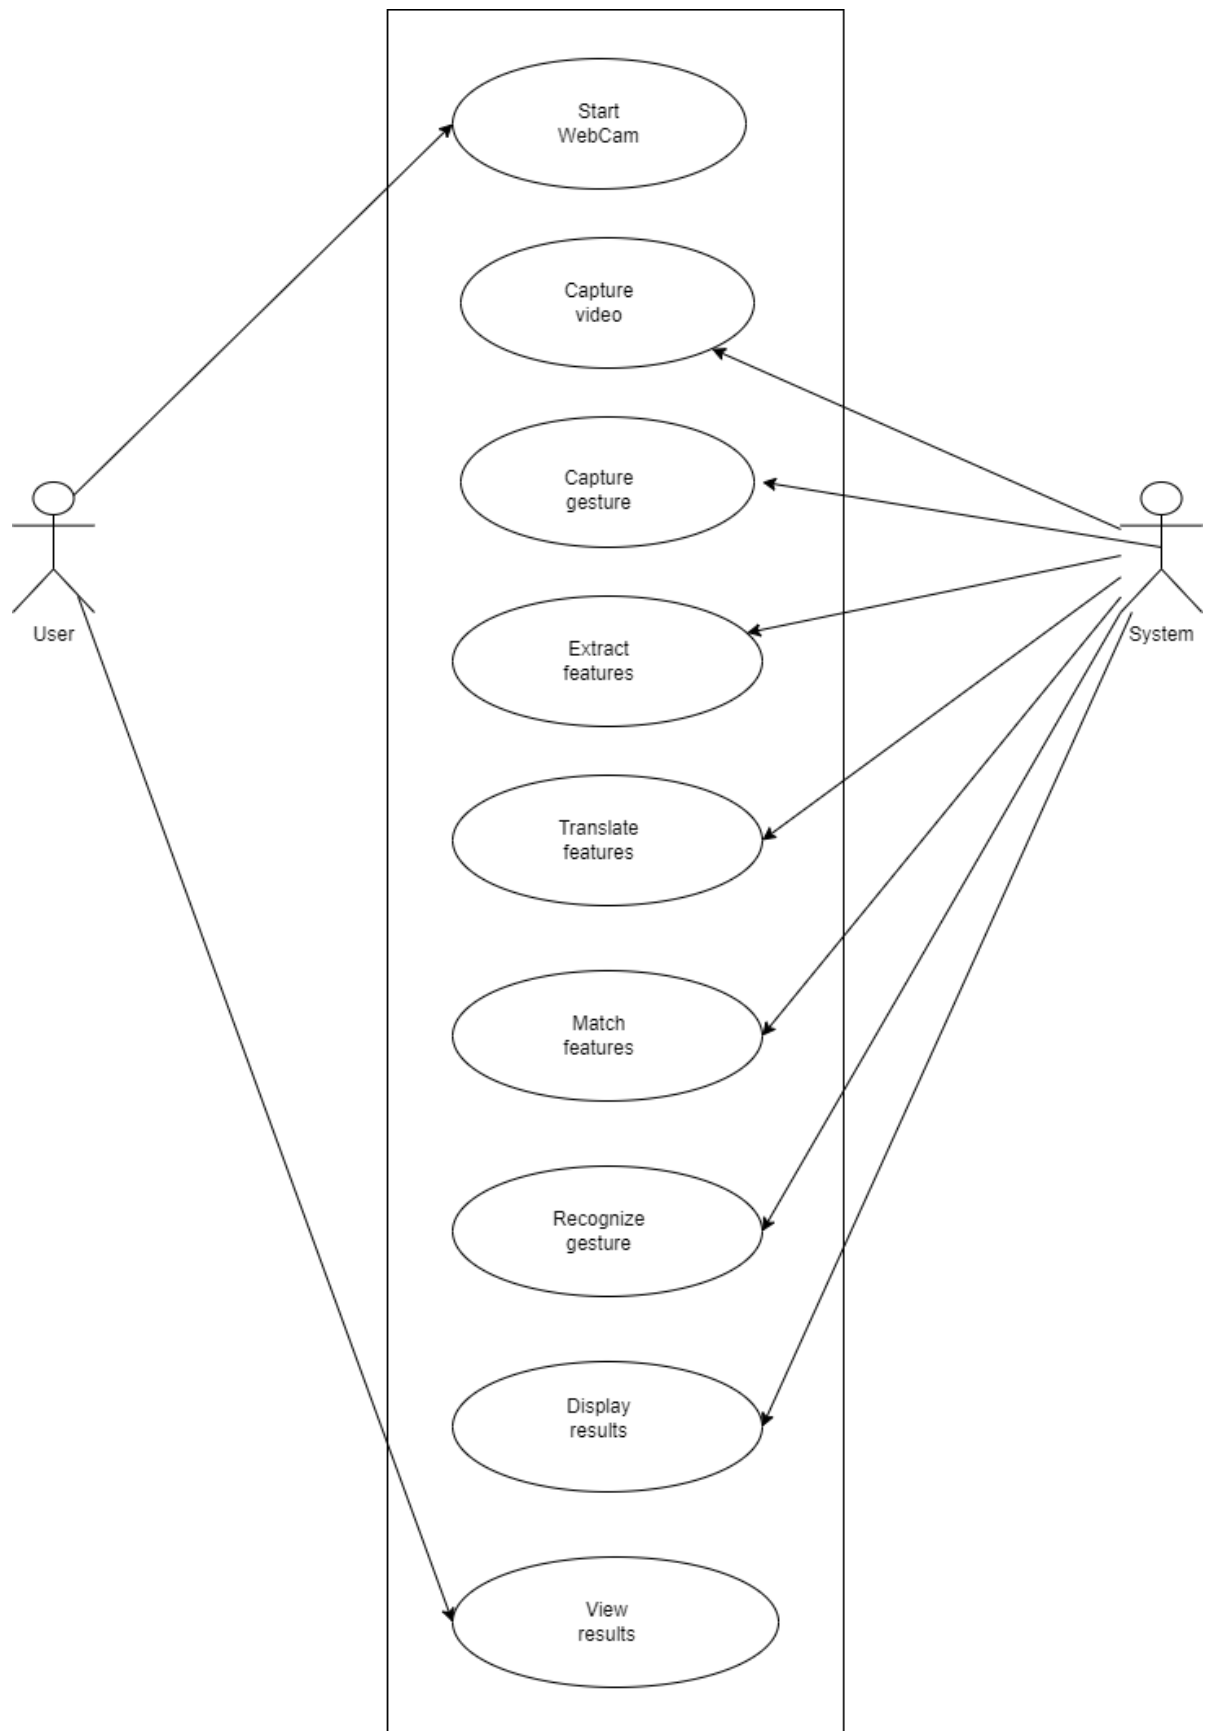 Start
WebCam
Capture
video
Capture
gesture
User
System
Extract
features
Translate
features
Match
features
Recognize
gesture
Display
results
View
results